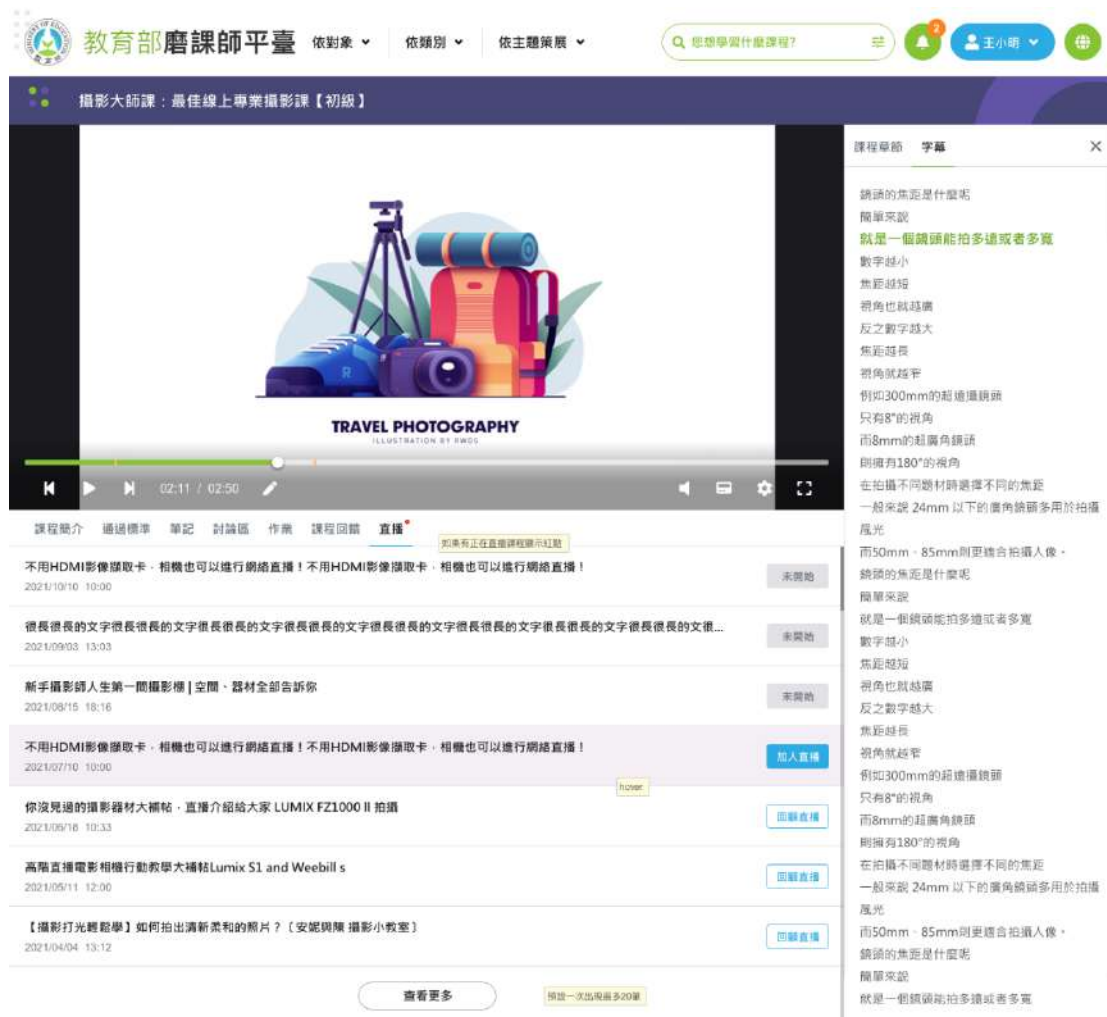 教育部磨課師平臺
依對象
依類別
依主題策展
您想學習什麼課程?
2
王小明
攝影大師課：最佳線上專業攝影課【初級】
R
TRAVEL PHOTOGRAPHY
ILLUSTRATION BY RWDS
02:11 / 02:50
課程簡介
通過標準
筆記
討論區
作業
課程回饋
直播
如果有正在直播課程顯示紅點
不用HDMI影像擷取卡，相機也可以進行網絡直播！不用HDMI影像擷取卡，相機也可以進行網絡直播！
2021/10/10 10:00
未開始
很長很長的文字很長很長的文字很長很長的文字很長很長的文字很長很長的文字很長很長的文字很長很長的文字很長很長的文很...
2021/09/03 13:03
未開始
新手攝影師人生第一間攝影棚 | 空間、器材全部告訴你
2021/08/15 18:16
未開始
不用HDMI影像擷取卡，相機也可以進行網絡直播！不用HDMI影像擷取卡，相機也可以進行網絡直播！
2021/07/10 10:00
加入直播
hover
你沒見過的攝影器材大補帖，直播介紹給大家 LUMIX FZ1000 II 拍攝
2021/06/18 10:33
回顧直播
高階直播電影相機行動教學大補帖Lumix S1 and Weebill s
2021/05/11 12:00
回顧直播
【攝影打光輕鬆學】如何拍出清新柔和的照片？〔安妮與陳 攝影小教室〕
2021/04/04 13:12
回顧直播
查看更多
預設一次出現最多20筆
課程章節
字幕
鏡頭的焦距是什麼呢
簡單來說
就是一個鏡頭能拍多遠或者多寬
數字越小
焦距越短
視角也就越廣
反之數字越大
焦距越長
視角就越窄
例如300mm的超遠攝鏡頭
只有8°的視角
而8mm的超廣角鏡頭
則擁有180°的視角
在拍攝不同題材時選擇不同的焦距
一般來說 24mm 以下的廣角鏡頭多用於拍攝
風光
而50mm、85mm則更適合拍攝人像。
鏡頭的焦距是什麼呢
簡單來說
就是一個鏡頭能拍多遠或者多寬
數字越小
焦距越短
視角也就越廣
反之數字越大
焦距越長
視角就越窄
例如300mm的超遠攝鏡頭
只有8°的視角
而8mm的超廣角鏡頭
則擁有180°的視角
在拍攝不同題材時選擇不同的焦距
一般來說 24mm 以下的廣角鏡頭多用於拍攝
風光
而50mm、85mm則更適合拍攝人像。
鏡頭的焦距是什麼呢
簡單來說
就是一個鏡頭能拍多遠或者多寬